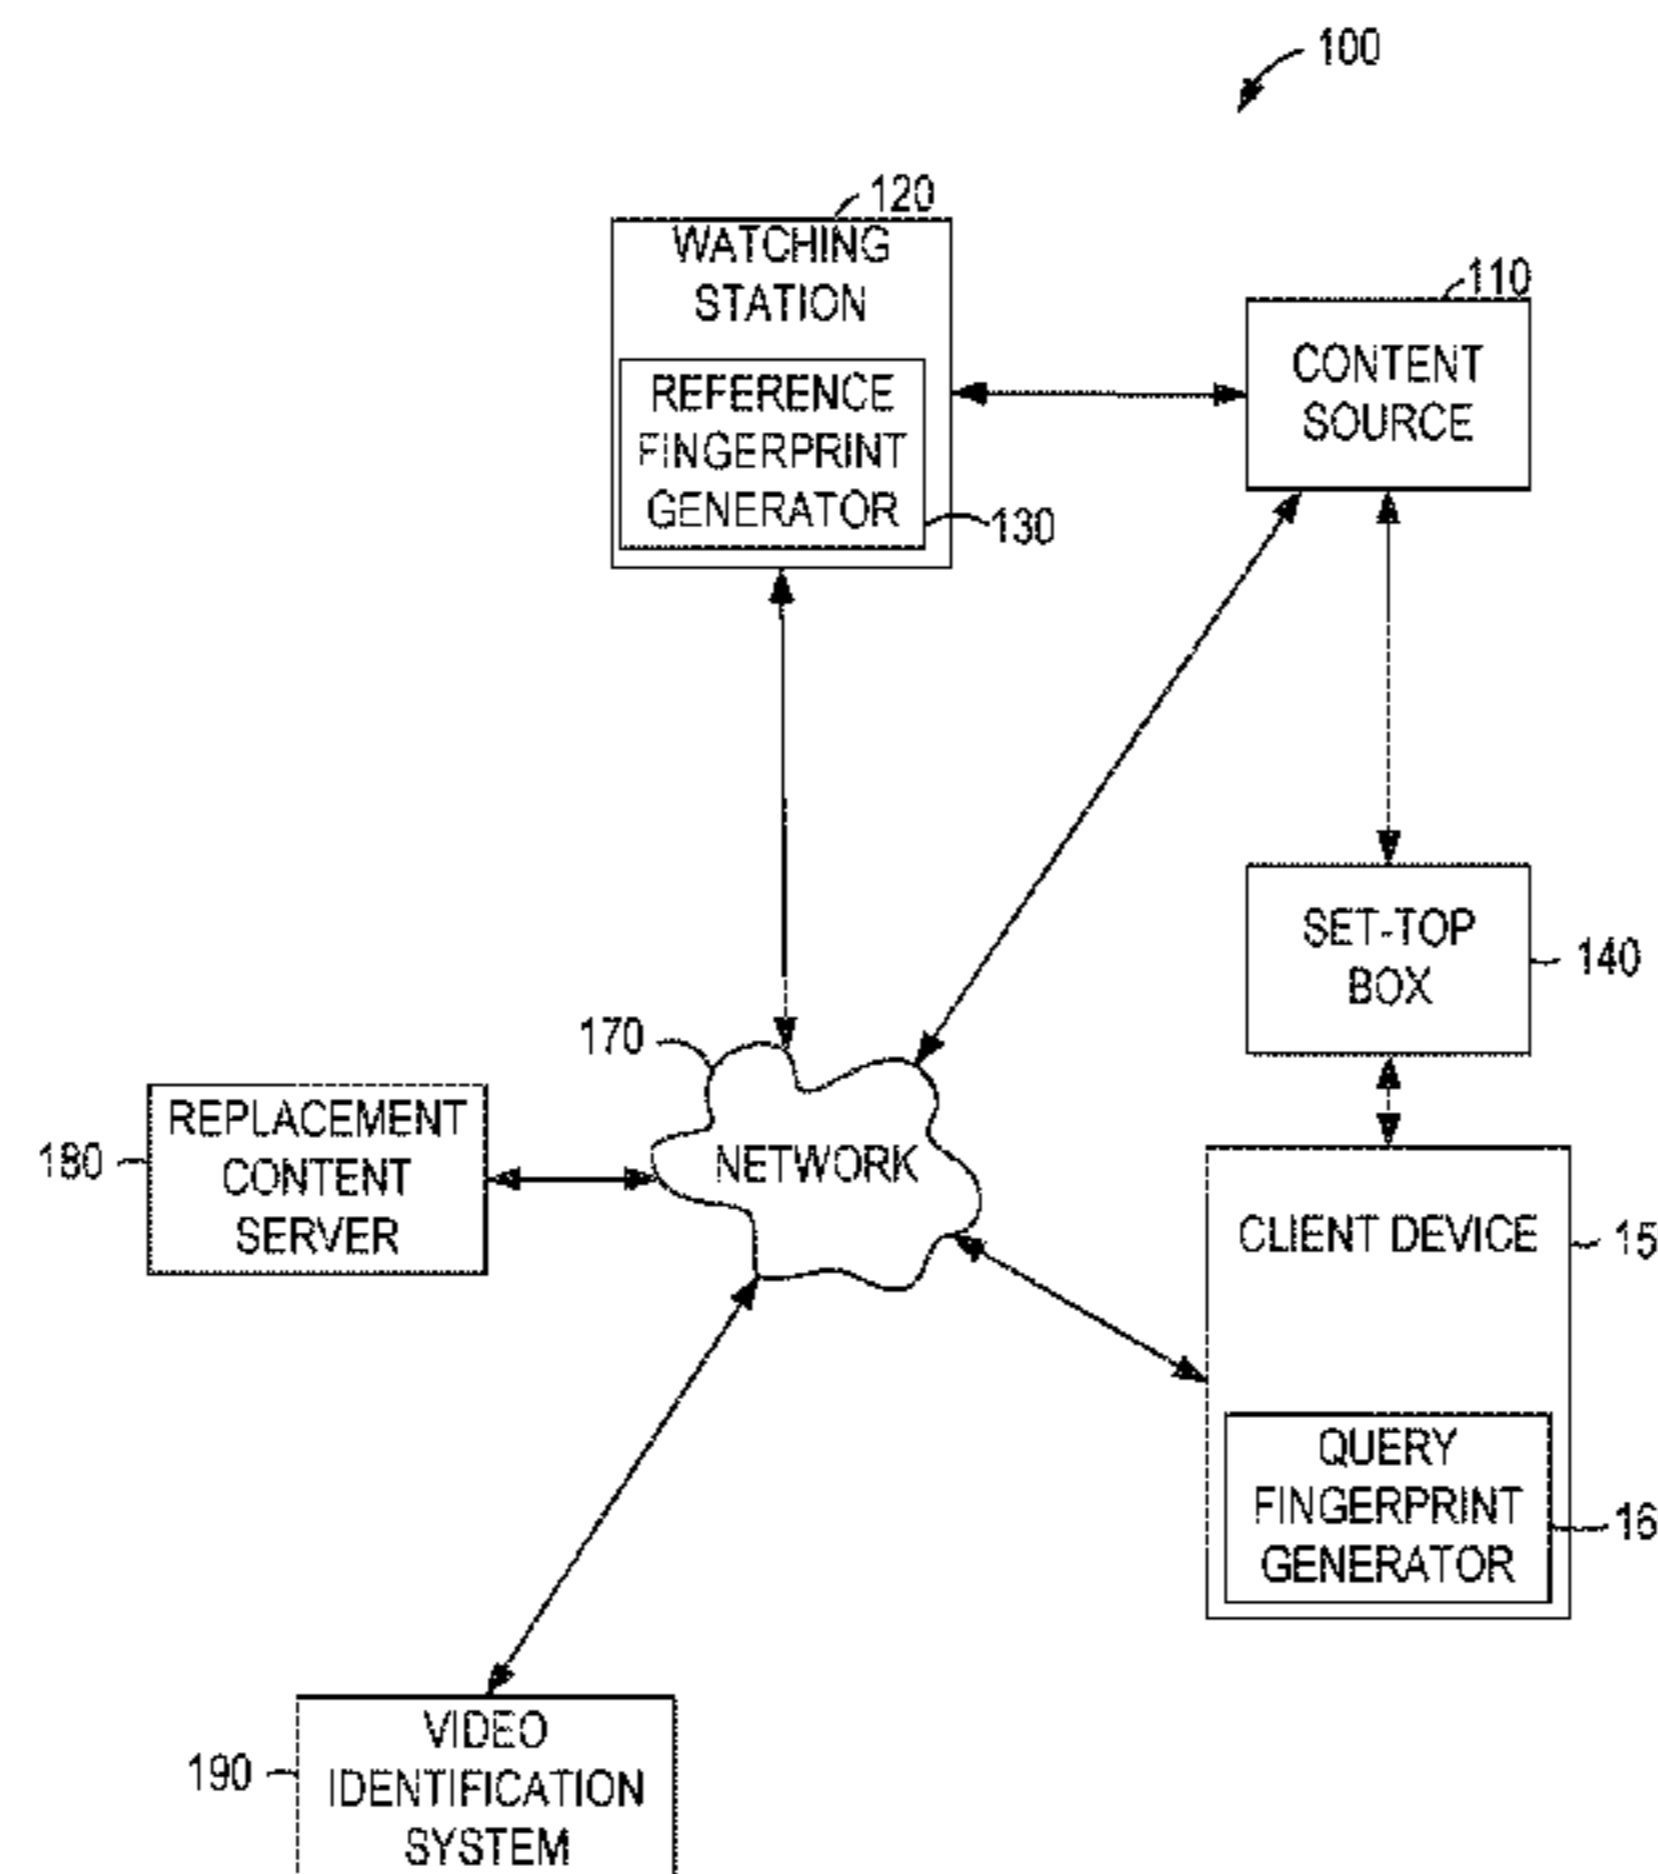 100
120
WATCHING
STATION
REFERENCE
FINGERPRINT
GENERATOR
130
110
CONTENT
SOURCE
SET-TOP
BOX
140
170
NETWORK
180
REPLACEMENT
CONTENT
SERVER
CLIENT DEVICE
15
QUERY
FINGERPRINT
GENERATOR
16
190
VIDEO
IDENTIFICATION
SYSTEM